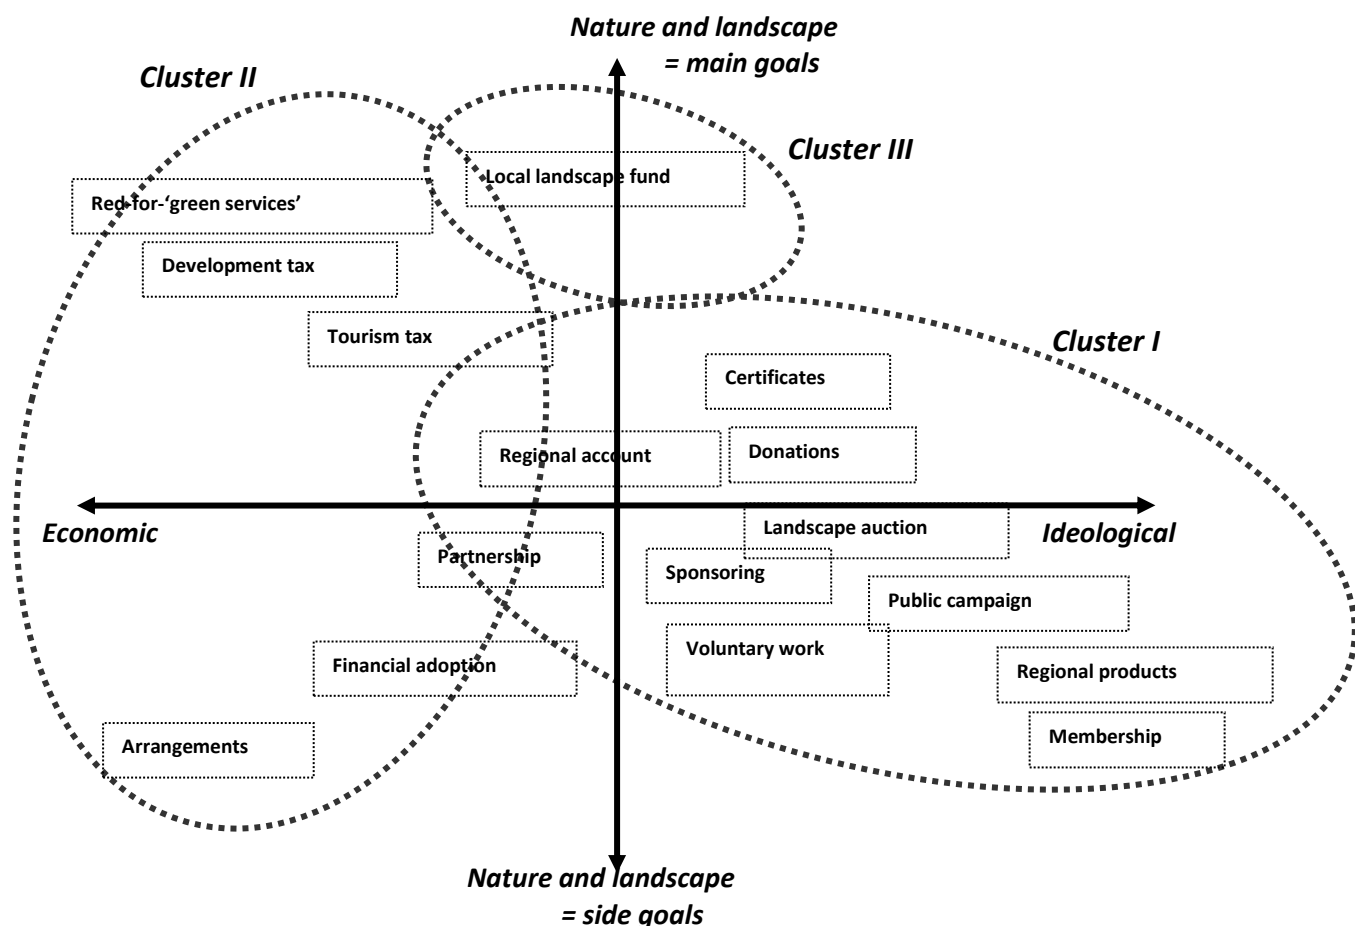 Nature and landscape
= main goals
Cluster II
Cluster III
Local landscape fund
Red-for-‘green services’
Development tax
Tourism tax
Cluster I
Certificates
Regional account
Donations
Economic
Landscape auction
Ideological
Partnership
Sponsoring
Public campaign
Voluntary work
Financial adoption
Regional products
Arrangements
Membership
Nature and landscape
= side goals